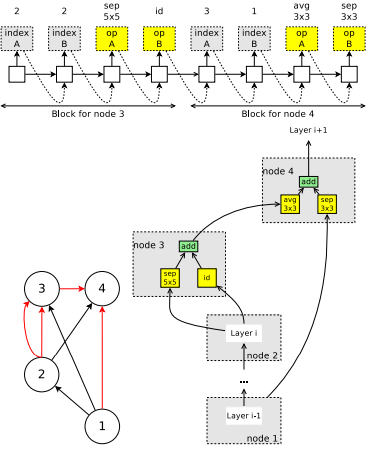 2 2 sep 5x5 id 3 1 avg 3x3 sep 3x3
index A index B op A op B index A index B op A op B
Block for node 3 Block for node 4
Layer i+1
node 4
add
avg 3x3 sep 3x3
node 3
add
sep 5x5 id
3 4
Layer i
node 2
2
...
Layer i-1
1
node 1